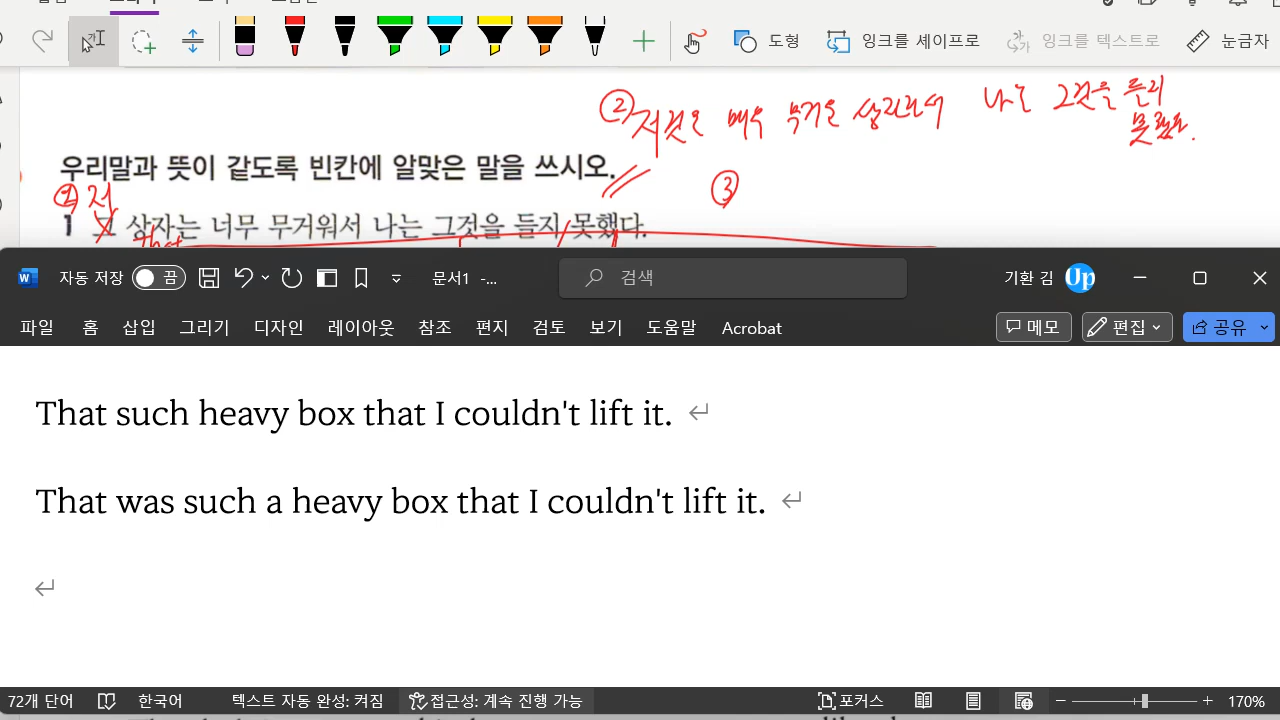 도형
잉크를 셰이프로
잉크를 텍스트로
눈금자
② 저것은 매우 무거운 상자라서 나는 그것을 들지
못했다.
우리말과 뜻이 같도록 빈칸에 알맞은 말을 쓰시오.
저
③
1 그 상자는 너무 무거워서 나는 그것을 들지 못했다.
that
자동 저장 끔 문서1 -... 검색 기환 김 Up
파일 홈 삽입 그리기 디자인 레이아웃 참조 편지 검토 보기 도움말 Acrobat 메모 편집 공유
That such heavy box that I couldn't lift it.
That was such a heavy box that I couldn't lift it.
72개 단어 한국어 텍스트 자동 완성: 켜짐 접근성: 계속 진행 가능 포커스 170%